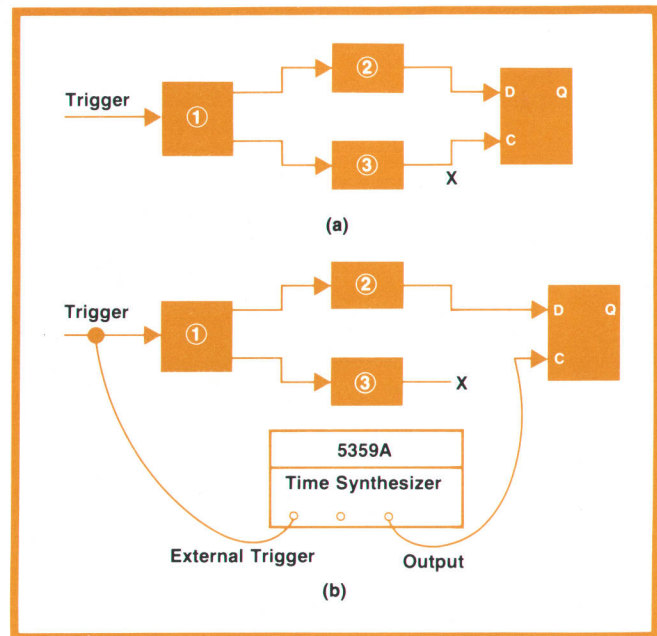 ②
Trigger
①
D Q
③
C
X
(a)
②
Trigger
①
D Q
C
③
X
5359A
Time Synthesizer
External Trigger
Output
(b)